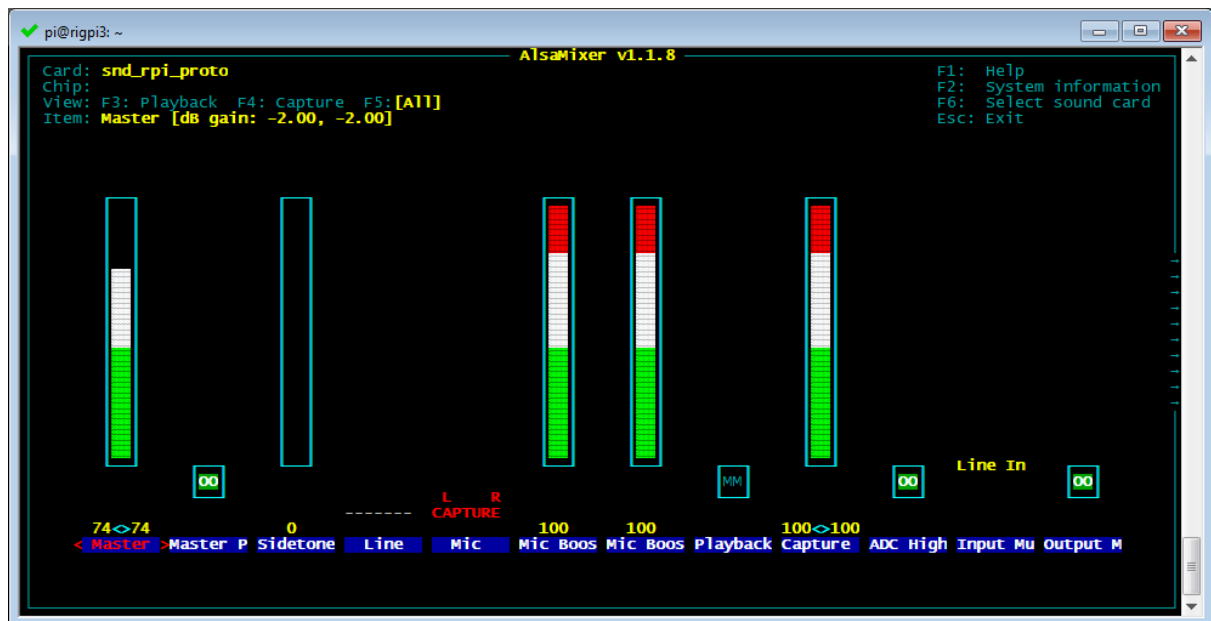 pi@rigpi3: ~
AlsaMixer v1.1.8
Card: snd_rpi_proto F1: Help
Chip: F2: System information
View: F3: Playback F4: Capture F5:[All] F6: Select sound card
Item: Master [dB gain: -2.00, -2.00] Esc: Exit
Line In
OO MM OO OO
L R
------- CAPTURE
74<>74 0 100 100 100<>100
< Master >Master P Sidetone Line Mic Mic Boos Mic Boos Playback Capture ADC High Input Mu Output M